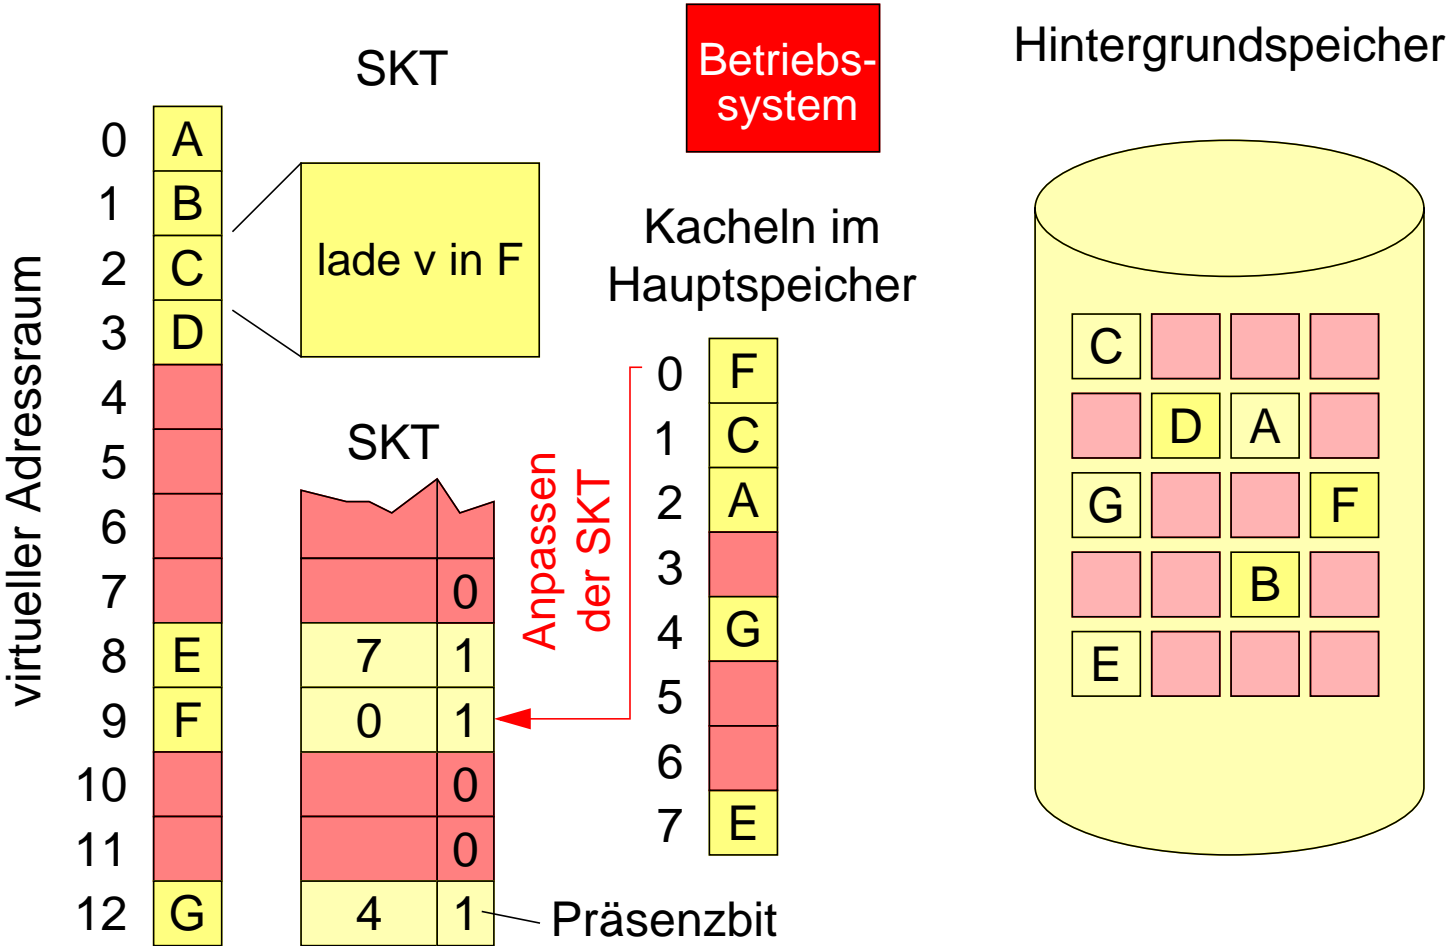 SKT
Betriebs-
system
Hintergrundspeicher
virtueller Adressraum
0 A
1 B
2 C
3 D
4
5
6
7
8 E
9 F
10
11
12 G
lade v in F
SKT
0
7 1
0 1
0
0
4 1
Präsenzbit
Anpassen
der SKT
Kacheln im
Hauptspeicher
0 F
1 C
2 A
3
4 G
5
6
7 E
C
D A
G F
B
E